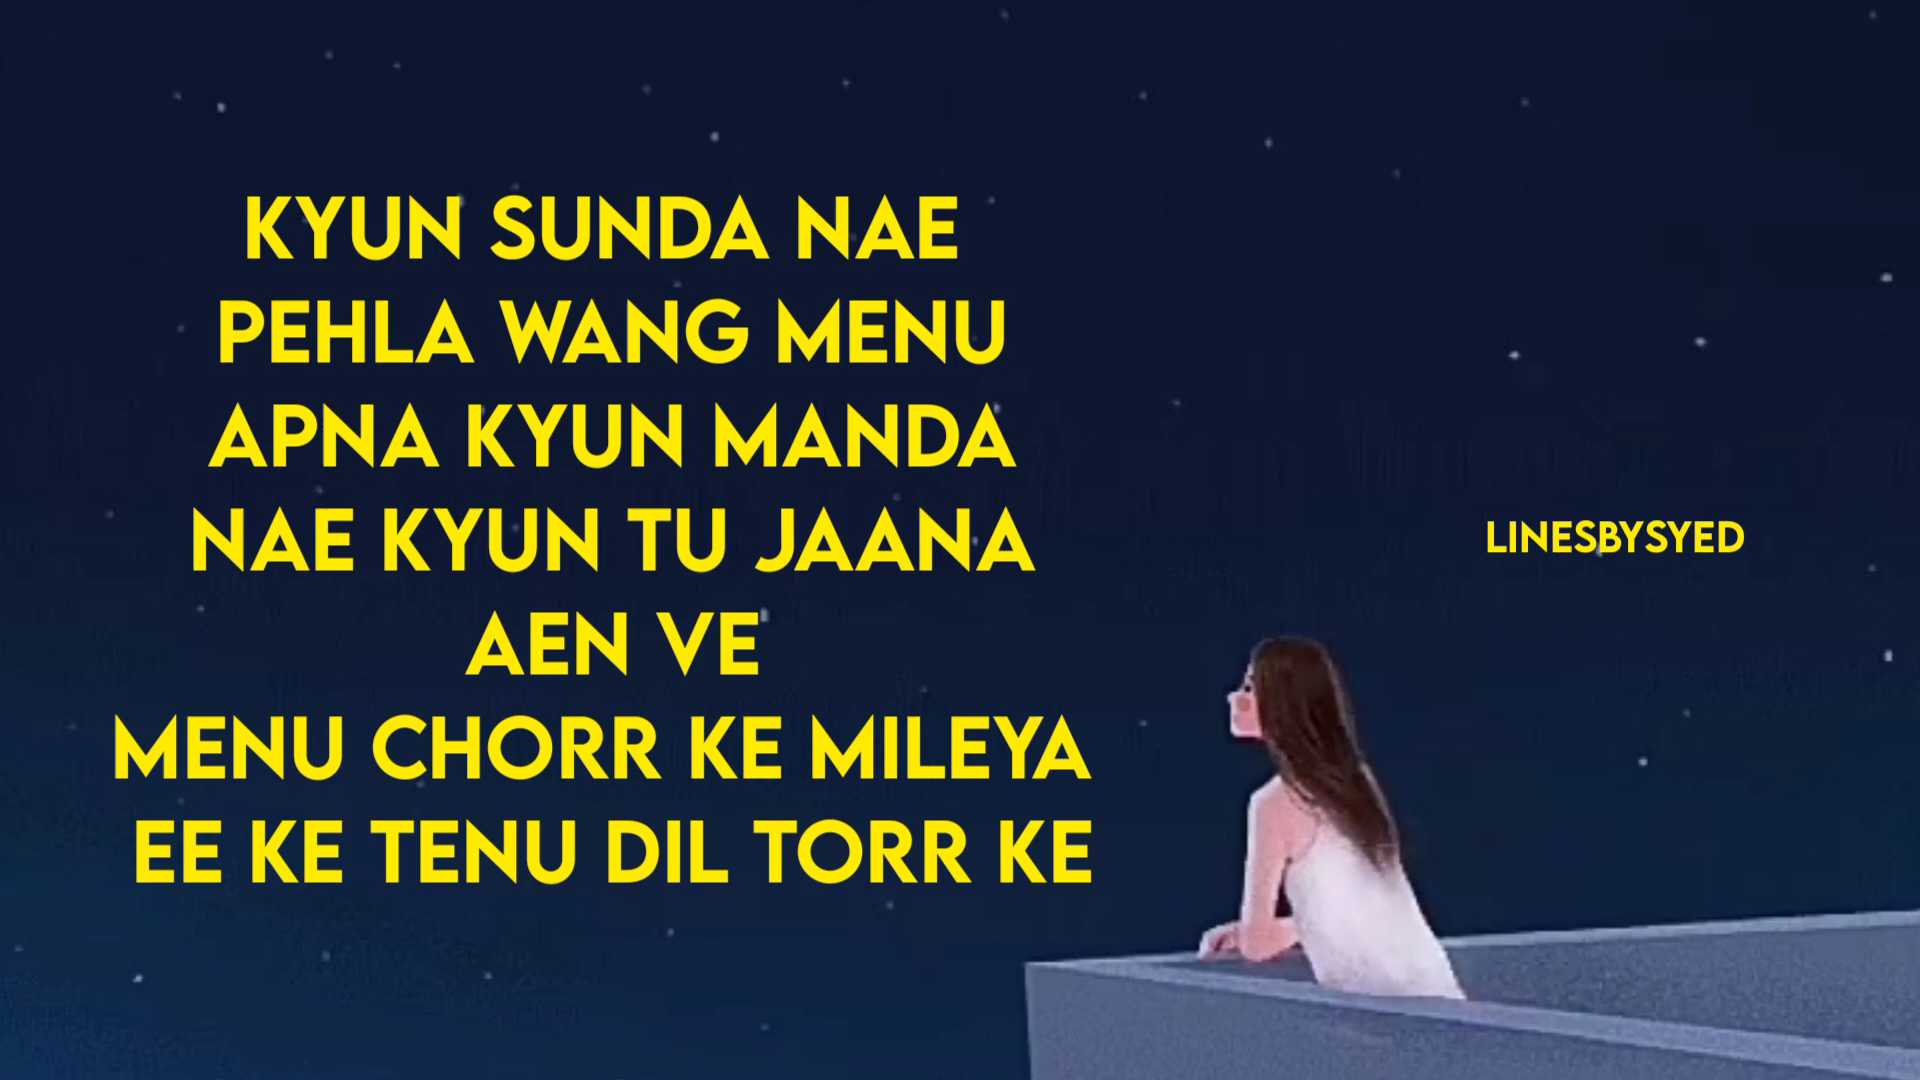 KYUN SUNDA NAE
PEHLA WANG MENU
APNA KYUN MANDA
NAE KYUN TU JAANA
AEN VE
MENU CHORR KE MILEYA
EE KE TENU DIL TORR KE
LINESBYSYED